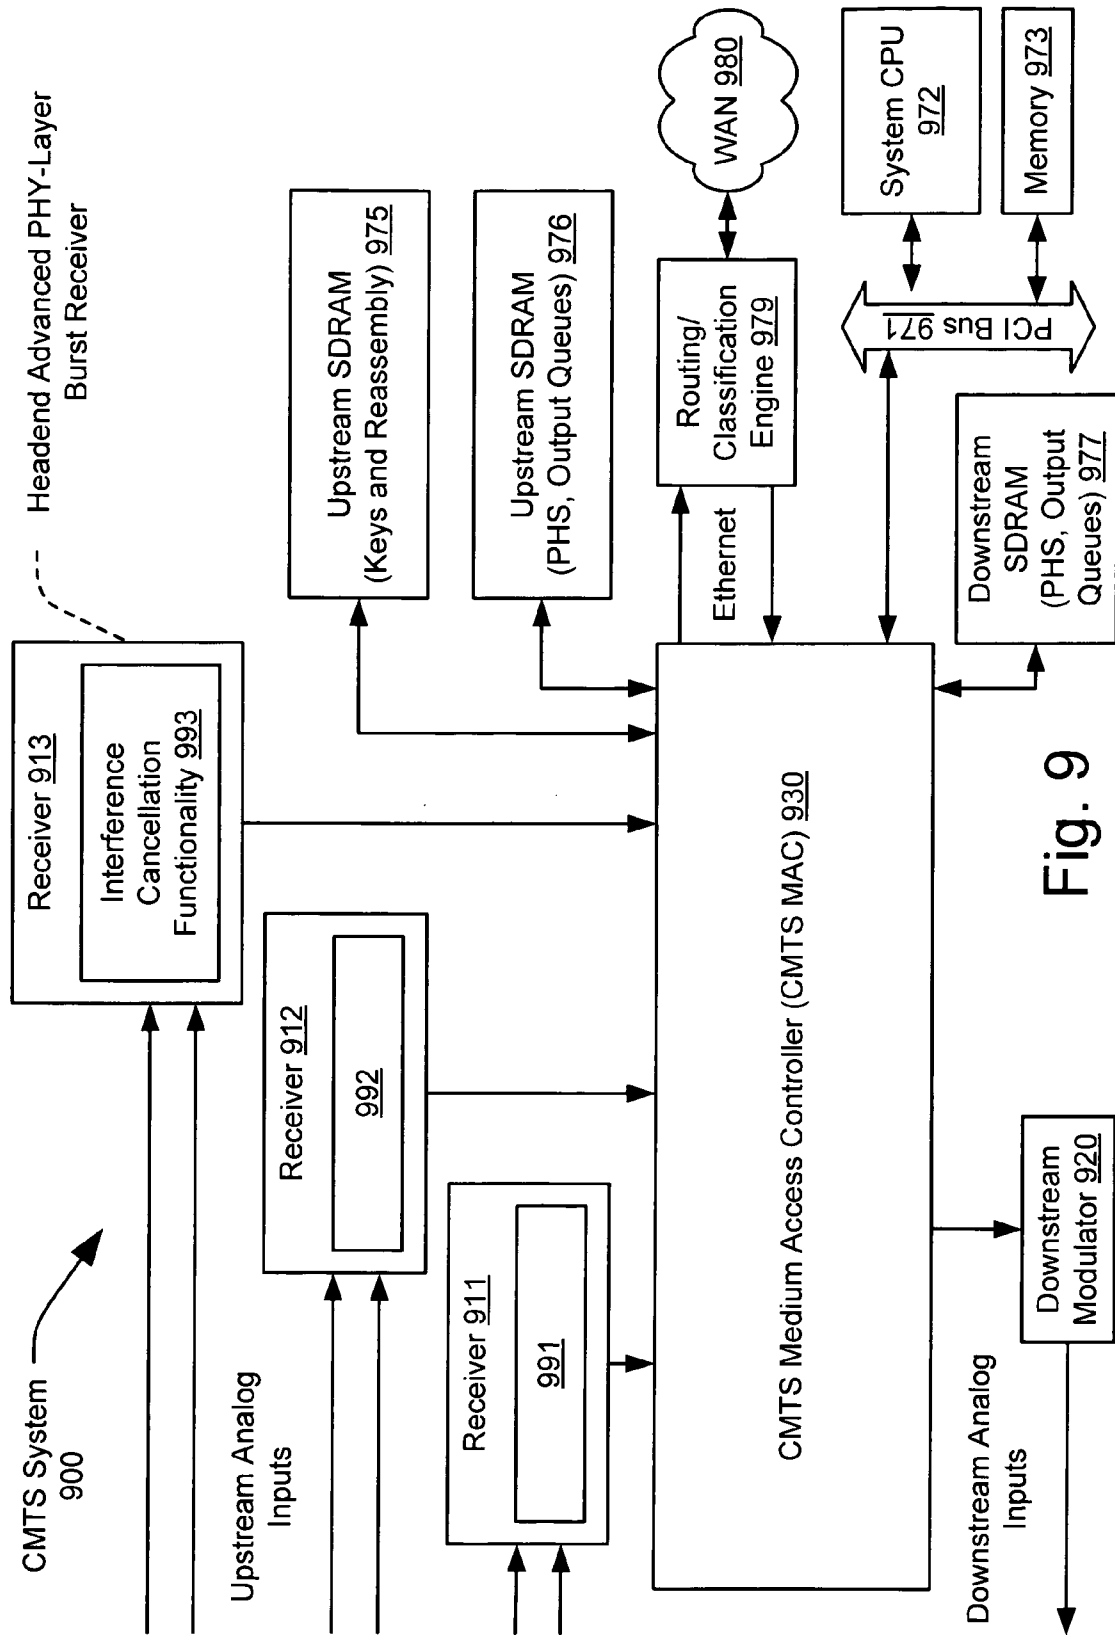 CMTS System
900
Headend Advanced PHY-Layer
Burst Receiver
Receiver 913
Interference
Cancellation
Functionality 993
Upstream Analog
Inputs
Receiver 912
992
Receiver 911
991
Upstream SDRAM
(Keys and Reassembly) 975
Upstream SDRAM
(PHS, Output Queues) 976
CMTS Medium Access Controller (CMTS MAC) 930
Ethernet
Routing/
Classification
Engine 979
WAN 980
PCI Bus 971
System CPU
972
Memory 973
Downstream
SDRAM
(PHS, Output
Queues) 977
Downstream Analog
Inputs
Downstream
Modulator 920
Fig. 9